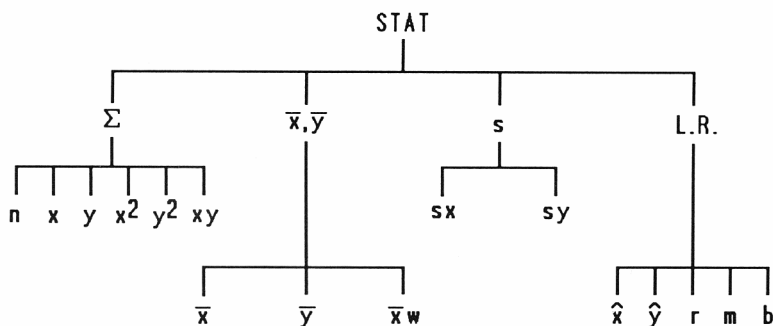 STAT
Σ x̅,y̅ s L.R.
n x y x² y² xy
sx sy
x̅ y̅ x̅w x̂ ŷ r m b